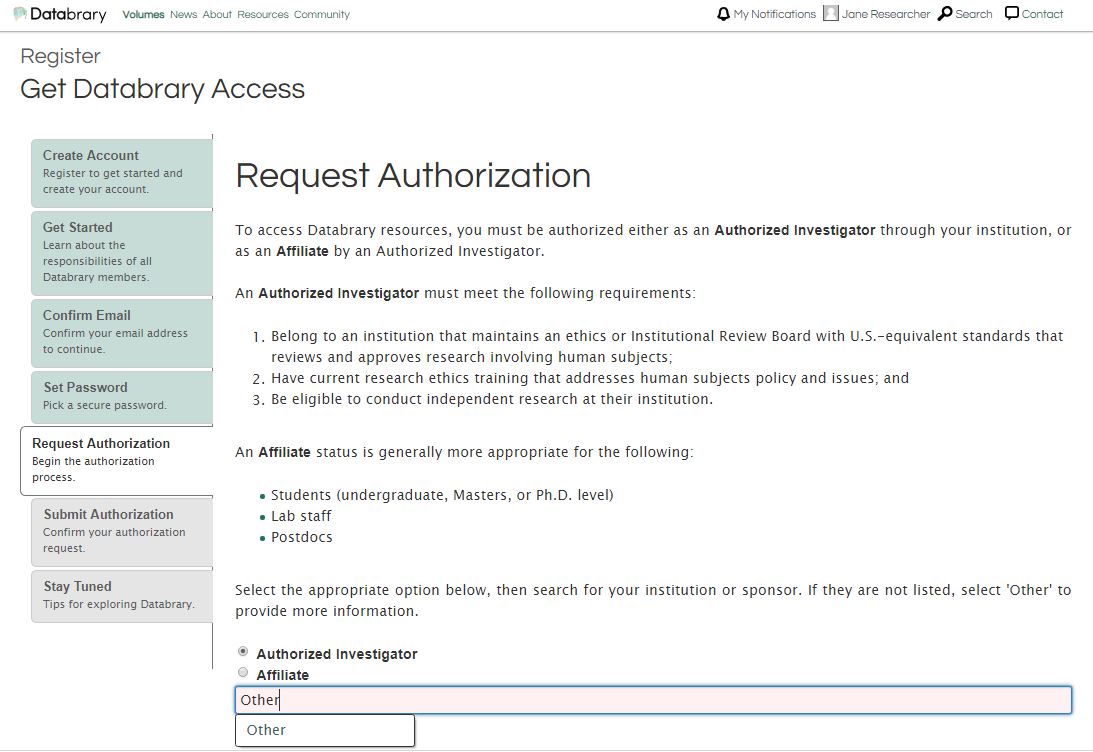 Databrary Volumes News About Resources Community My Notifications Jane Researcher Search Contact
Register
Get Databrary Access
Create Account
Register to get started and
create your account.
Get Started
Learn about the
responsibilities of all
Databrary members.
Confirm Email
Confirm your email address
to continue.
Set Password
Pick a secure password.
Request Authorization
Begin the authorization
process.
Submit Authorization
Confirm your authorization
request.
Stay Tuned
Tips for exploring Databrary.
Request Authorization
To access Databrary resources, you must be authorized either as an Authorized Investigator through your institution, or
as an Affiliate by an Authorized Investigator.
An Authorized Investigator must meet the following requirements:
1. Belong to an institution that maintains an ethics or Institutional Review Board with U.S.-equivalent standards that
reviews and approves research involving human subjects;
2. Have current research ethics training that addresses human subjects policy and issues; and
3. Be eligible to conduct independent research at their institution.
An Affiliate status is generally more appropriate for the following:
• Students (undergraduate, Masters, or Ph.D. level)
• Lab staff
• Postdocs
Select the appropriate option below, then search for your institution or sponsor. If they are not listed, select 'Other' to
provide more information.
Authorized Investigator
Affiliate
Other
Other